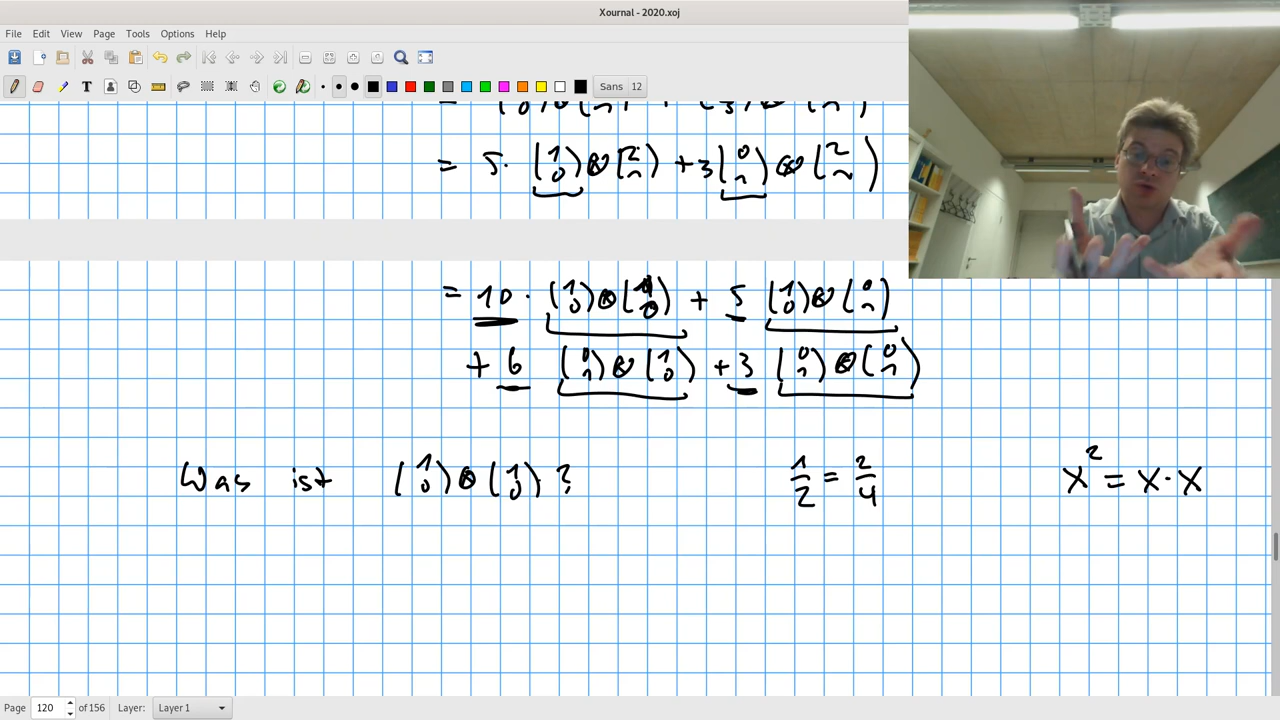 Xournal - 2020.xoj
File Edit View Page Tools Options Help
Sans 12
= 5 · (1 0) ⊗ (2 1) + 3 (0 1) ⊗ (2 1)
= 10 · (1 0) ⊗ (1 0) + 5 (1 0) ⊗ (0 1)
+ 6 (0 1) ⊗ (1 0) + 3 (0 1) ⊗ (0 1)
Was ist (1 0) ⊗ (1 0)? 1/2 = 2/4 x² = x · x
Page 120 of 156 Layer: Layer 1